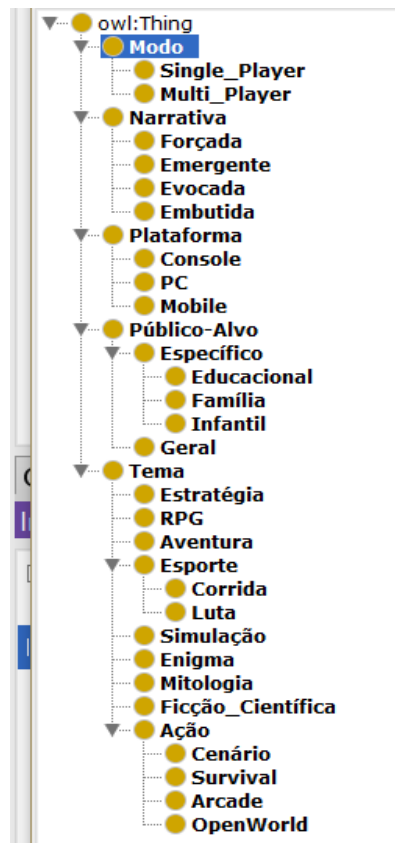 owl:Thing
Modo
Single_Player
Multi_Player
Narrativa
Forçada
Emergente
Evocada
Embutida
Plataforma
Console
PC
Mobile
Público-Alvo
Específico
Educacional
Família
Infantil
Geral
Tema
Estratégia
RPG
Aventura
Esporte
Corrida
Luta
Simulação
Enigma
Mitologia
Ficção_Científica
Ação
Cenário
Survival
Arcade
OpenWorld